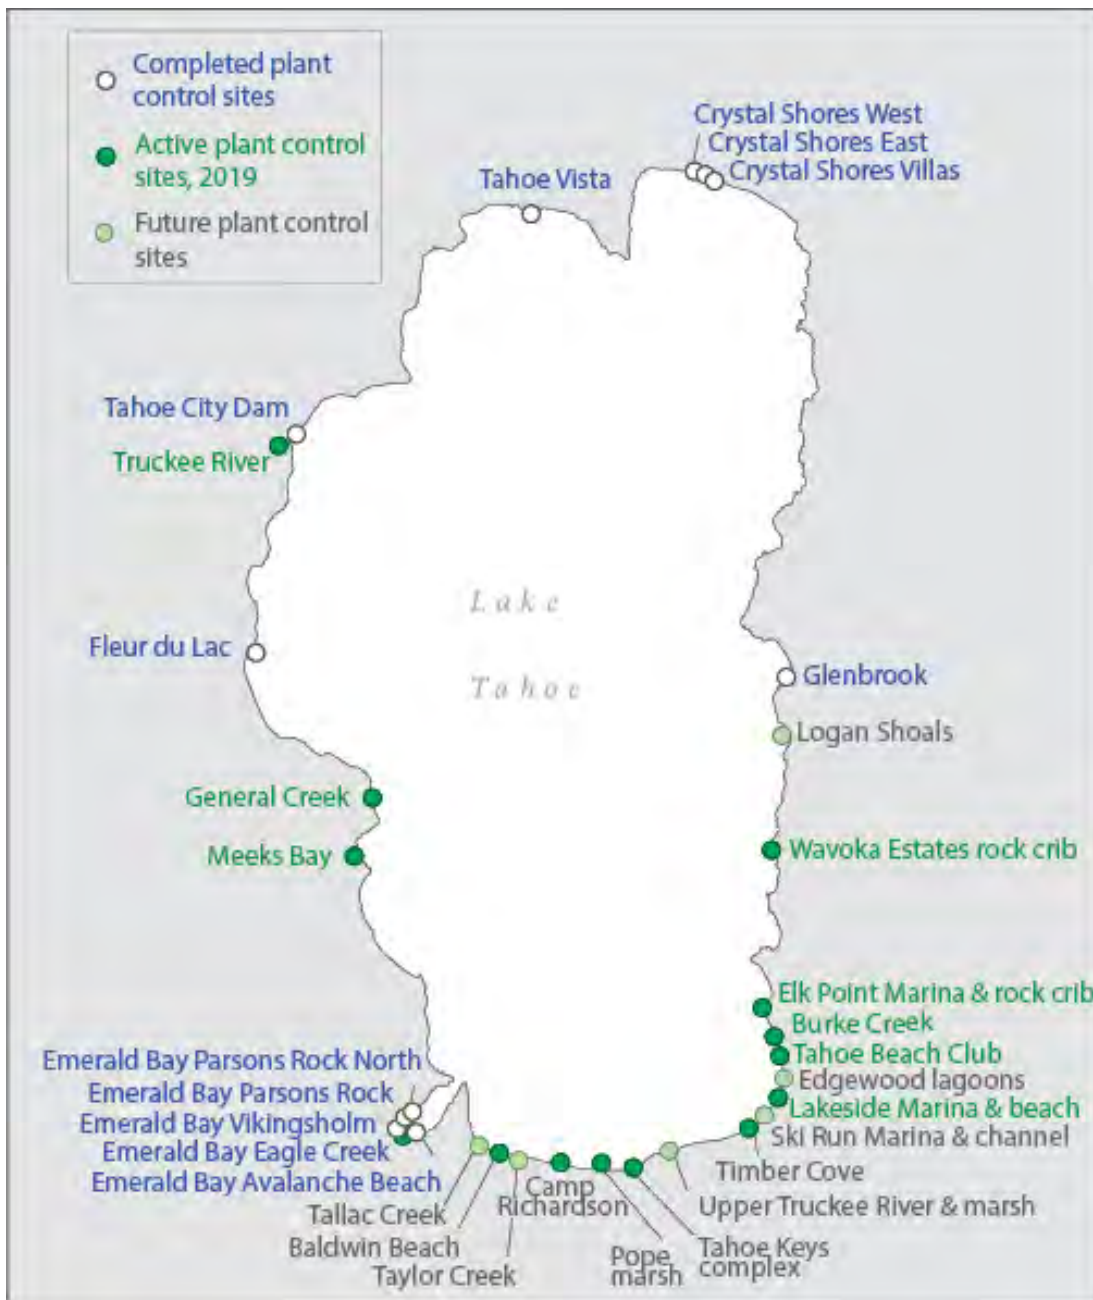 Completed plant
control sites
Active plant control
sites, 2019
Future plant control
sites
Crystal Shores West
Crystal Shores East
Crystal Shores Villas
Tahoe Vista
Tahoe City Dam
Truckee River
Lake
Tahoe
Fleur du Lac
Glenbrook
Logan Shoals
General Creek
Meeks Bay
Wavoka Estates rock crib
Elk Point Marina & rock crib
Burke Creek
Tahoe Beach Club
Edgewood lagoons
Lakeside Marina & beach
Ski Run Marina & channel
Timber Cove
Upper Truckee River & marsh
Tahoe Keys
complex
Pope
marsh
Camp
Richardson
Emerald Bay Parsons Rock North
Emerald Bay Parsons Rock
Emerald Bay Vikingsholm
Emerald Bay Eagle Creek
Emerald Bay Avalanche Beach
Tallac Creek
Baldwin Beach
Taylor Creek